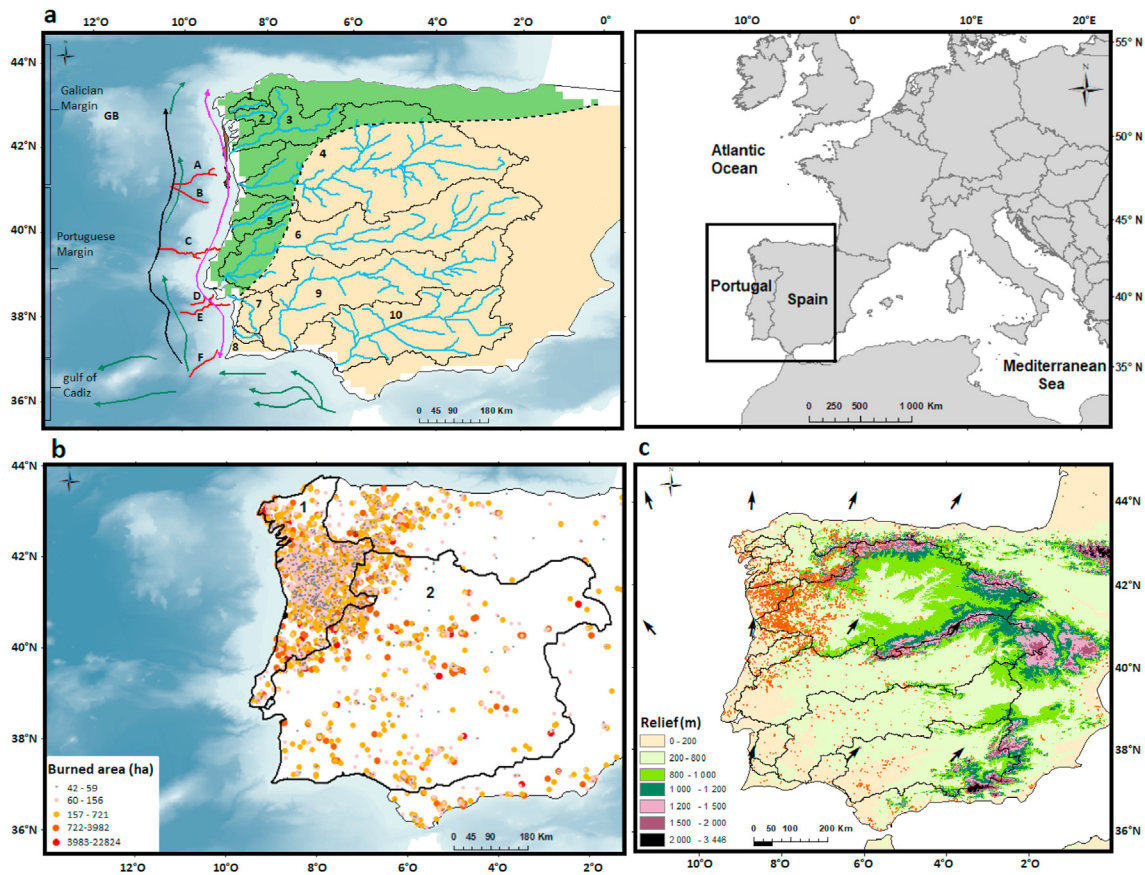 a
12°O 10°O 8°O 6°O 4°O 2°O 0°
44°N
42°N
40°N
38°N
36°N
Galician
Margin
GB
Portuguese
Margin
gulf of
Cadiz
A
B
C
D
E
F
1
2
3
4
5
6
7
8
9
10
0 45 90 180 Km
10°O 0° 10°E 20°E
55°N
50°N
45°N
40°N
35°N
N
Atlantic
Ocean
Portugal
Spain
Mediterranean
Sea
0 250 500 1 000 Km
b
44°N
42°N
40°N
38°N
36°N
1
2
Burned area (ha)
42 - 59
60 - 156
157 - 721
722-3982
3983-22824
0 45 90 180 Km
12°O 10°O 8°O 6°O 4°O 2°O
c
N
44°N
42°N
40°N
38°N
36°N
Relief (m)
0 - 200
200 - 800
800 - 1 000
1 000 - 1 200
1 200 - 1 500
1 500 - 2 000
2 000 - 3 446
0 50 100 200 Km
10°O 8°O 6°O 4°O 2°O 0°